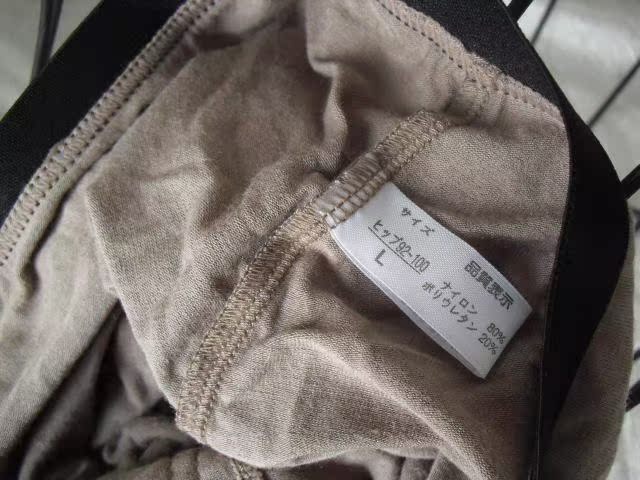 サイズ
ヒップ92-100
L
品質表示
ナイロン 80%
ポリウレタン 20%